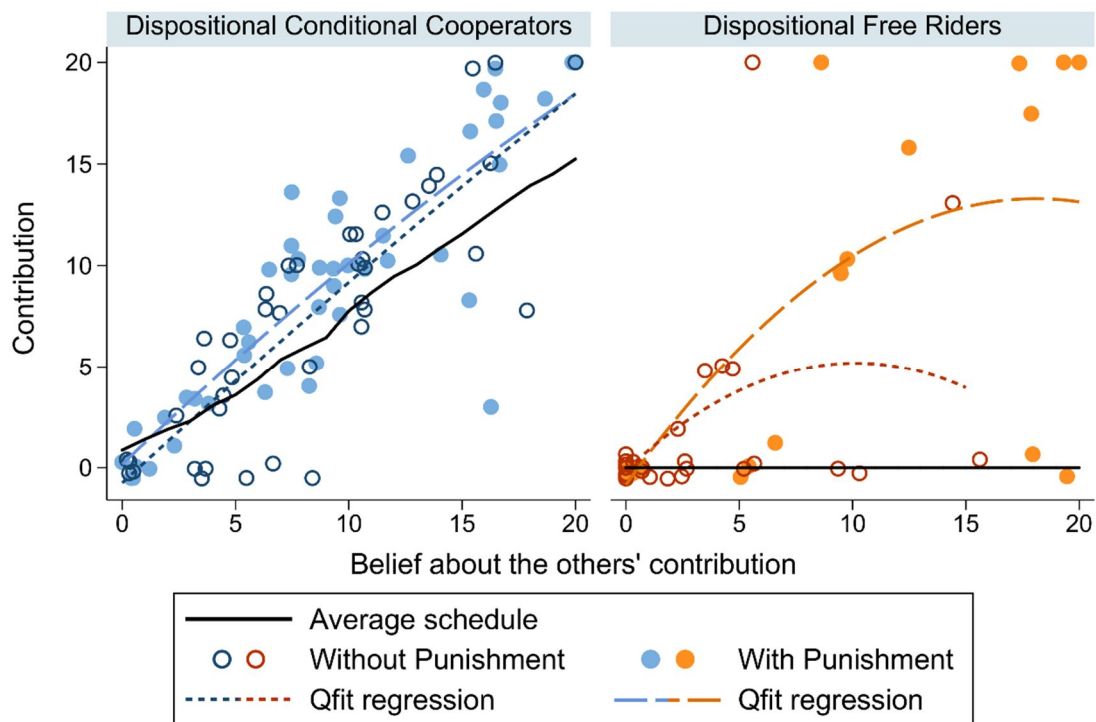 Dispositional Conditional Cooperators
Dispositional Free Riders
20
15
10
5
0
Contribution
0 5 10 15 20
0 5 10 15 20
Belief about the others' contribution
Average schedule
Without Punishment
With Punishment
Qfit regression
Qfit regression